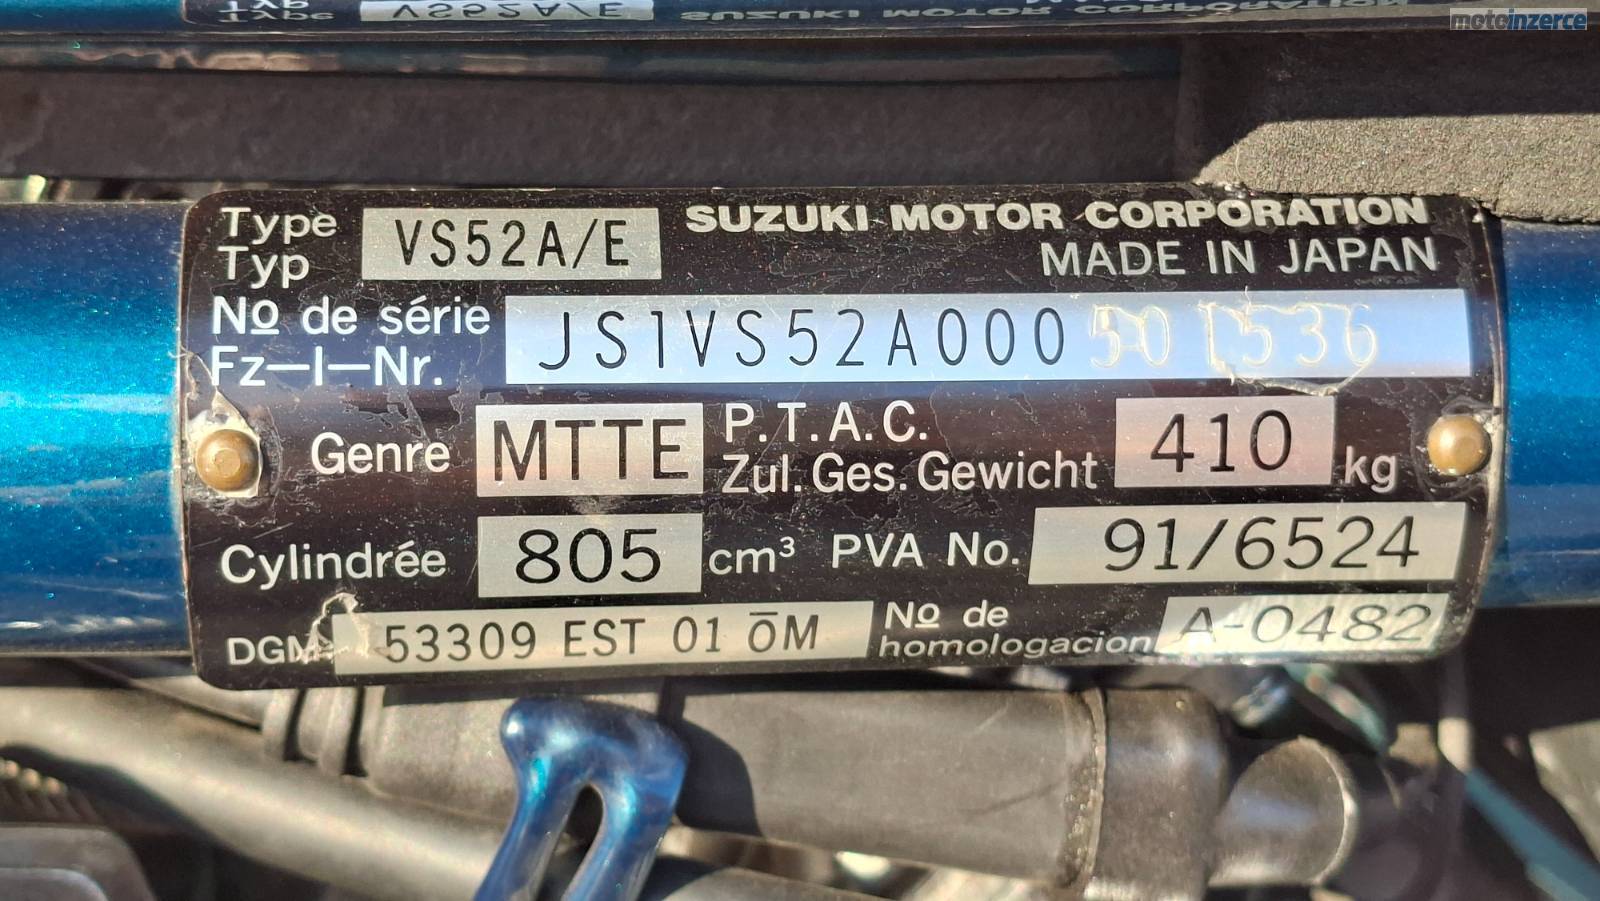 motoinzerce
Type
Typ
VS52A/E
SUZUKI MOTOR CORPORATION
MADE IN JAPAN
Nº de série
Fz-I-Nr.
JS1VS52A000501536
Genre
MTTE
P.T.A.C.
Zul.Ges.Gewicht
410 kg
Cylindrée
805 cm³
PVA No.
91/6524
DGM
53309 EST 01 ŌM
Nº de
homologacion
A-0482